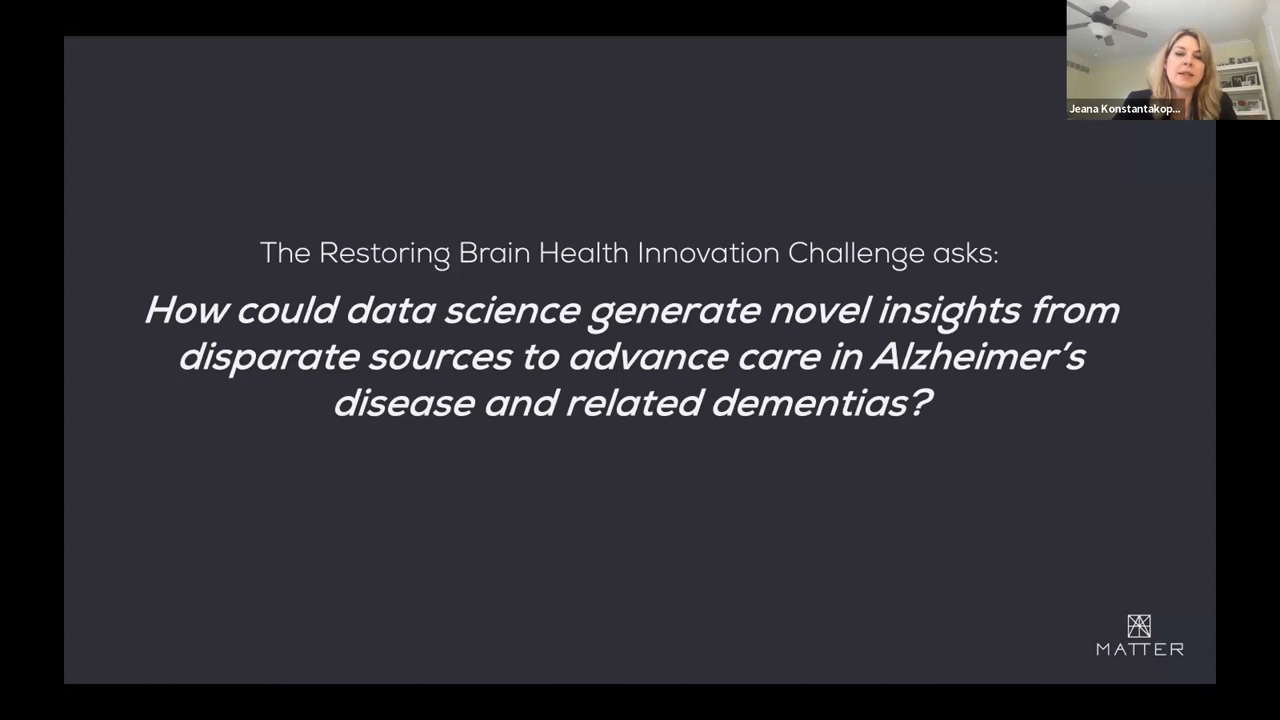 Jeana Konstantakop...
The Restoring Brain Health Innovation Challenge asks:
How could data science generate novel insights from
disparate sources to advance care in Alzheimer's
disease and related dementias?
MATTER